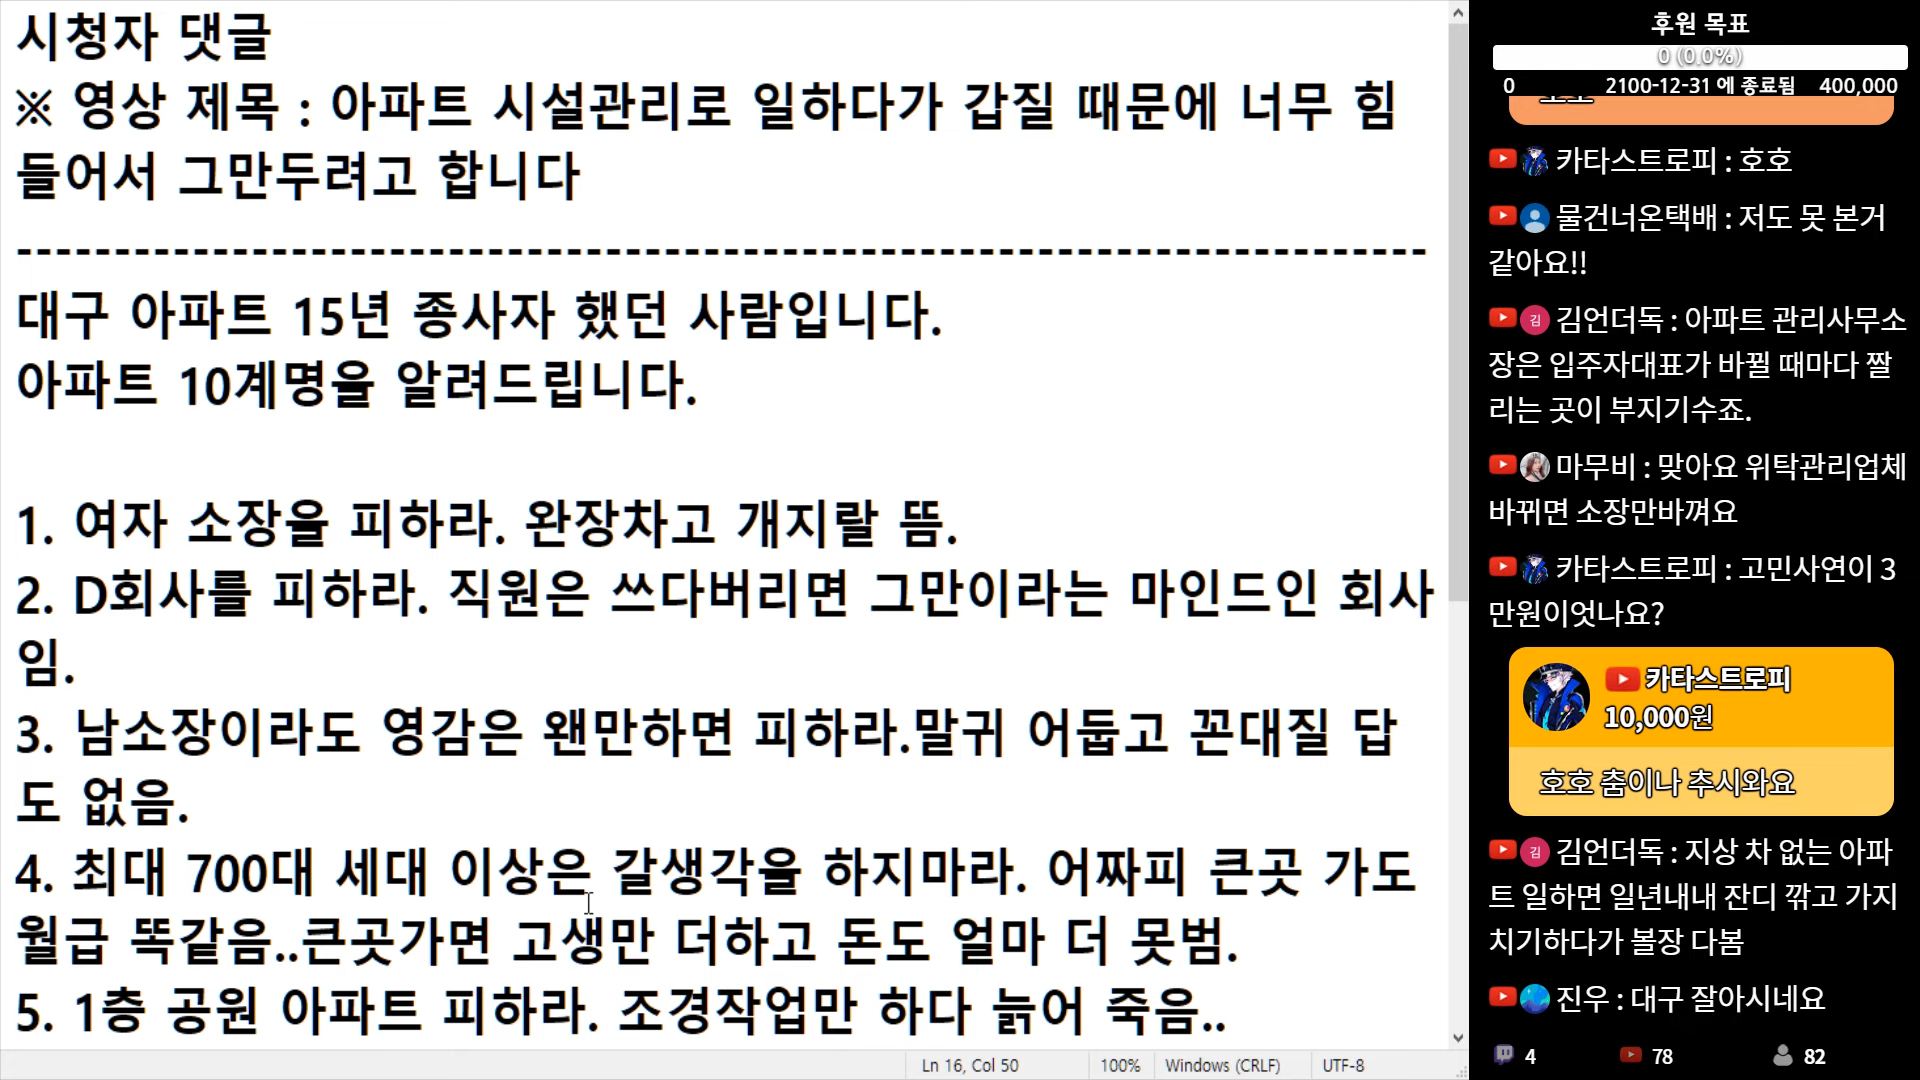 시청자 댓글
※ 영상 제목 : 아파트 시설관리로 일하다가 갑질 때문에 너무 힘
들어서 그만두려고 합니다
------------------------------------------------------------------------
대구 아파트 15년 종사자 했던 사람입니다.
아파트 10계명을 알려드립니다.
1. 여자 소장을 피하라. 완장차고 개지랄 뜸.
2. D회사를 피하라. 직원은 쓰다버리면 그만이라는 마인드인 회사
임.
3. 남소장이라도 영감은 왠만하면 피하라.말귀 어둡고 꼰대질 답
도 없음.
4. 최대 700대 세대 이상은 갈생각을 하지마라. 어짜피 큰곳 가도
월급 똑같음..큰곳가면 고생만 더하고 돈도 얼마 더 못범.
5. 1층 공원 아파트 피하라. 조경작업만 하다 늙어 죽음..
Ln 16, Col 50
100%
Windows (CRLF)
UTF-8
후원 목표
0 (0.0%)
0 2100-12-31 에 종료됨 400,000
카타스트로피 : 호호
물건너온택배 : 저도 못 본거
같아요!!
김 김언더독 : 아파트 관리사무소
장은 입주자대표가 바뀔 때마다 짤
리는 곳이 부지기수죠.
마무비 : 맞아요 위탁관리업체
바뀌면 소장만바껴요
카타스트로피 : 고민사연이 3
만원이엇나요?
카타스트로피
10,000원
호호 춤이나 추시와요
김 김언더독 : 지상 차 없는 아파
트 일하면 일년내내 잔디 깎고 가지
치기하다가 볼장 다봄
진우 : 대구 잘아시네요
4 78 82